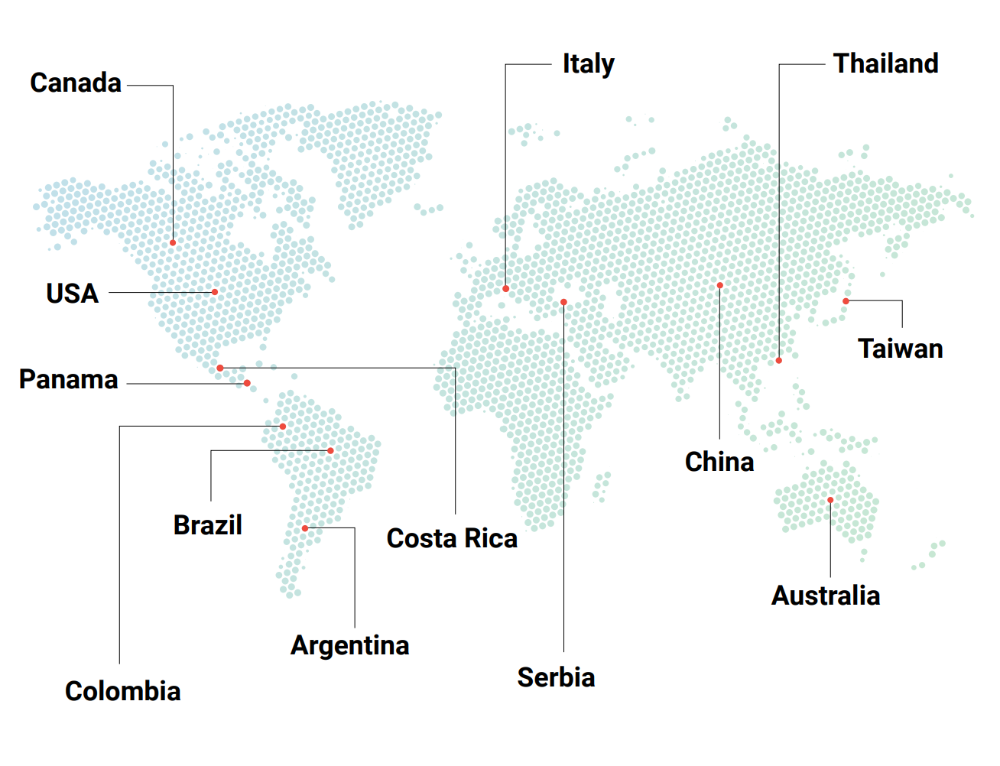 Italy
Thailand
Canada
USA
Taiwan
Panama
China
Brazil
Costa Rica
Australia
Argentina
Serbia
Colombia